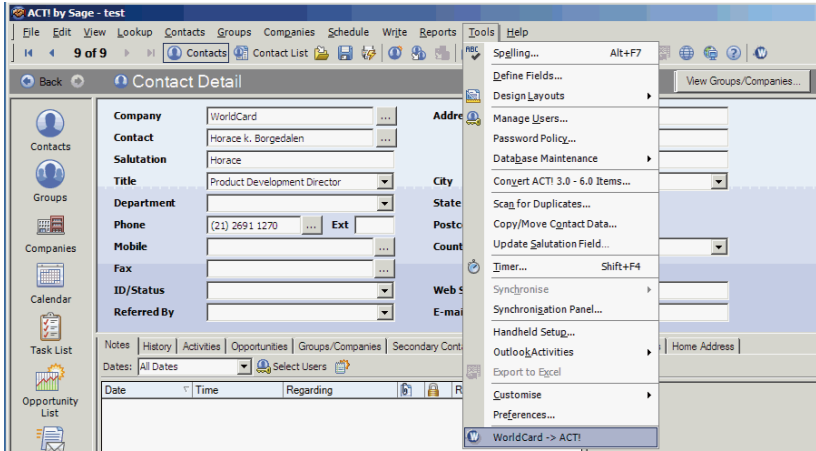 ACT! by Sage - test
File Edit View Lookup Contacts Groups Companies Schedule Write Reports Tools Help
9 of 9 Contacts Contact List
Back Contact Detail View Groups/Companies...
Contacts
Groups
Companies
Calendar
Task List
Opportunity
List
Company WorldCard ...
Contact Horace k. Borgedalen ...
Salutation Horace
Title Product Development Director
Department
Phone (21) 2691 1270 ... Ext
Mobile ...
Fax ...
ID/Status
Referred By
Addre
City
State
Postc
Count
Web S
E-mai
ABC Spelling... Alt+F7
Define Fields...
Design Layouts
Manage Users...
Password Policy...
Database Maintenance
Convert ACT! 3.0 - 6.0 Items...
Scan for Duplicates...
Copy/Move Contact Data...
Update Salutation Field...
Timer... Shift+F4
Synchronise
Synchronisation Panel...
Handheld Setup...
OutlookActivities
Export to Excel
Customise
Preferences...
WorldCard -> ACT!
Notes History Activities Opportunities Groups/Companies Secondary Conta Home Address
Dates: All Dates Select Users
Date Time Regarding R